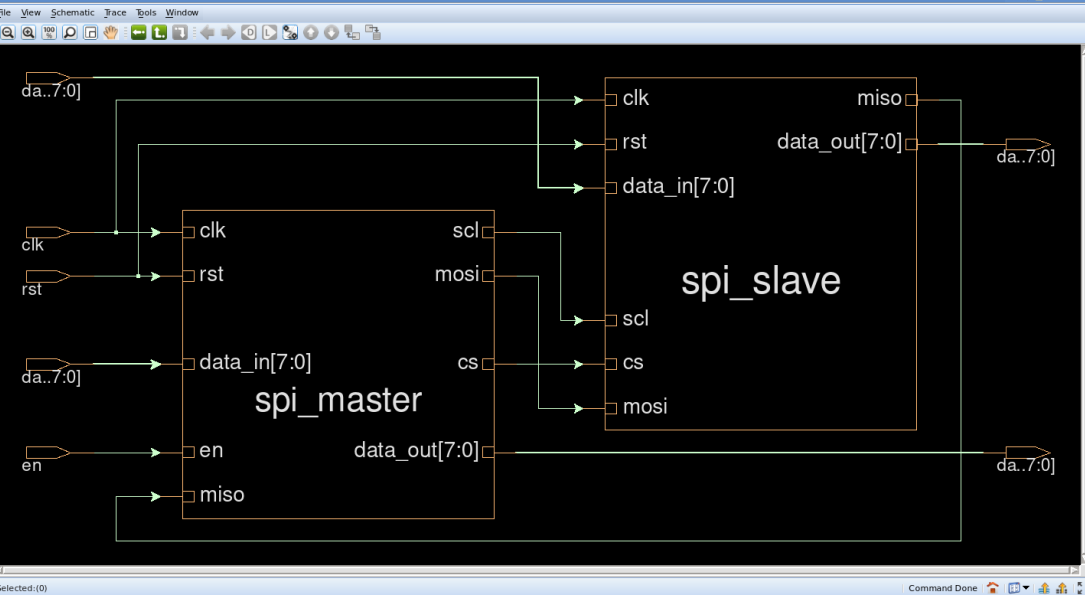 File View Schematic Trace Tools Window
100 %
da..7:0]
clk
rst
da..7:0]
en
clk
rst
data_in[7:0]
spi_master
en
miso
scl
mosi
cs
data_out[7:0]
clk
rst
data_in[7:0]
spi_slave
scl
cs
mosi
miso
data_out[7:0]
da..7:0]
da..7:0]
Selected:(0)
Command Done